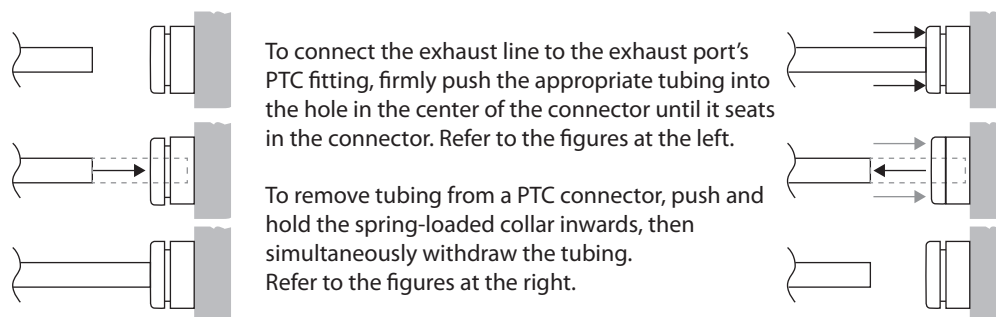 To connect the exhaust line to the exhaust port’s
PTC fitting, firmly push the appropriate tubing into
the hole in the center of the connector until it seats
in the connector. Refer to the figures at the left.
To remove tubing from a PTC connector, push and
hold the spring-loaded collar inwards, then
simultaneously withdraw the tubing.
Refer to the figures at the right.